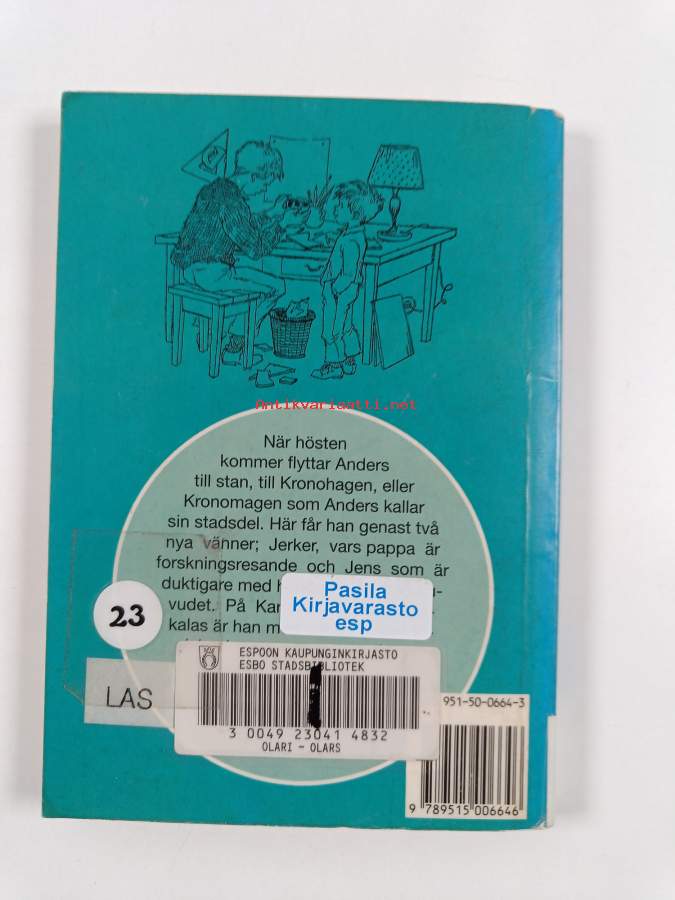 Antikvariaatti.net
När hösten
kommer flyttar Anders
till stan, till Kronohagen, eller
Kronomagen som Anders kallar
sin stadsdel. Här får han genast två
nya vänner; Jerker, vars pappa är
forskningsresande och Jens som är
duktigare med h
vudet. På Kar
kalas är han m
Pasila
Kirjavarasto
esp
23
LAS
ESPOON KAUPUNGINKIRJASTO
ESBO STADSBIBLIOTEK
3 0049 23041 4832
OLARI - OLARS
951-50-0664-3
9 789515 006646